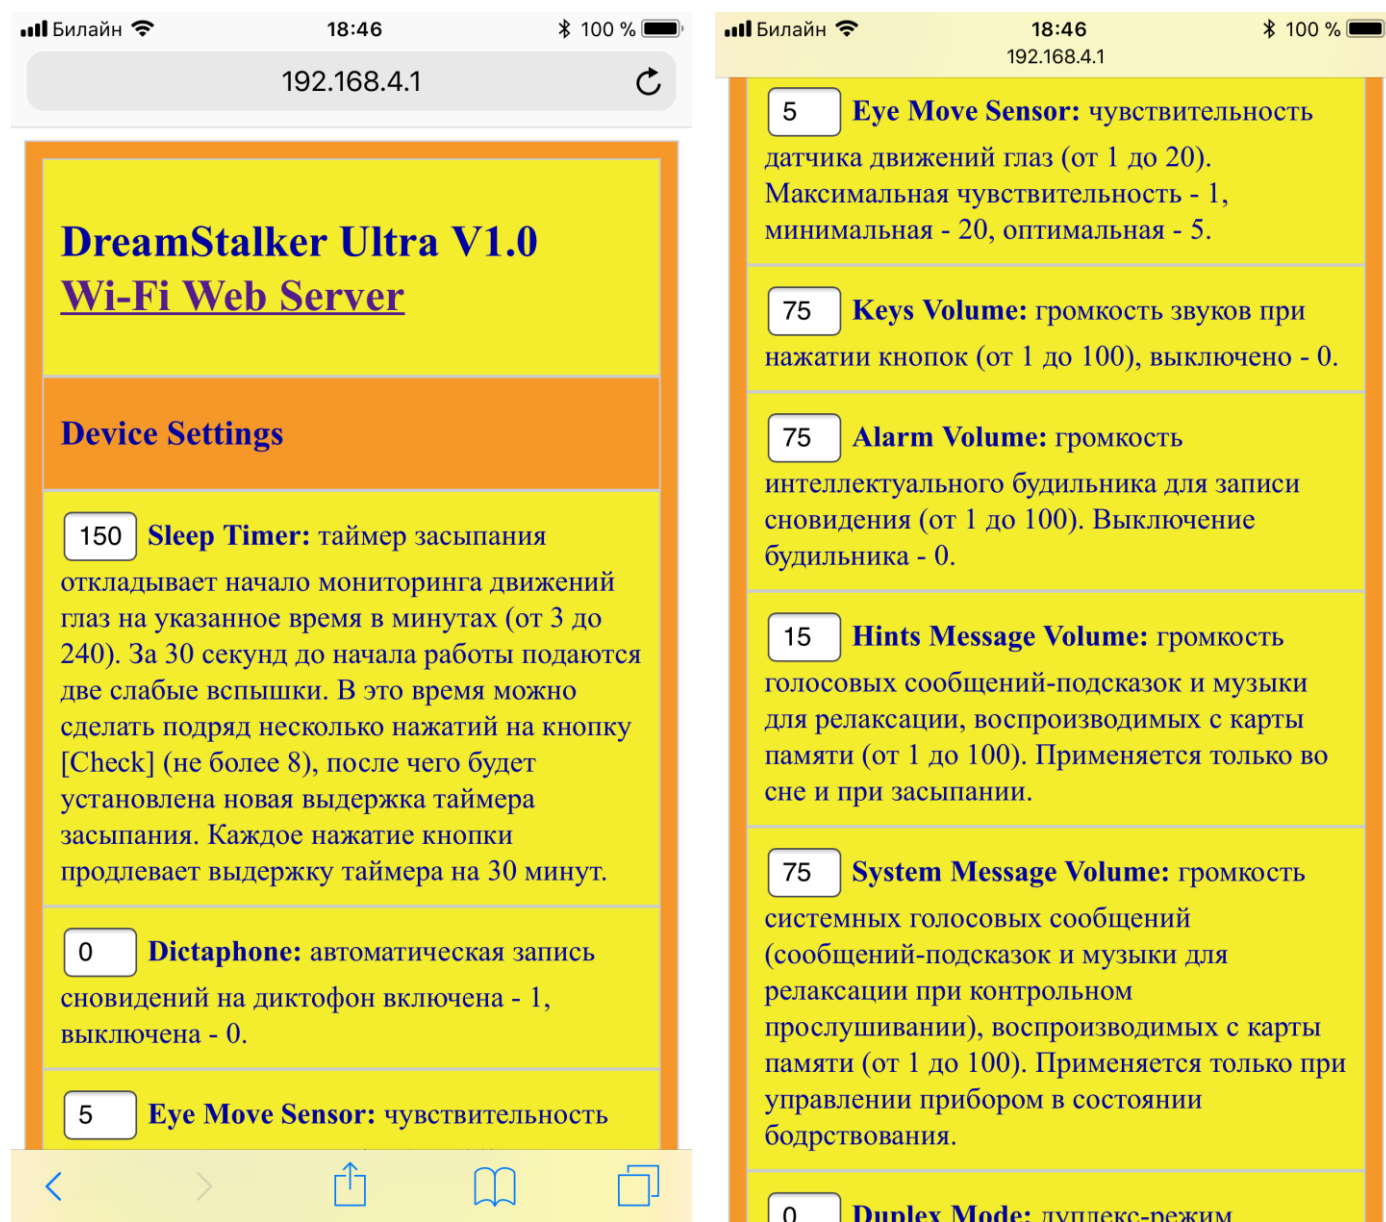 Билайн 18:46 100 %
192.168.4.1
DreamStalker Ultra V1.0
Wi-Fi Web Server
Device Settings
150 Sleep Timer: таймер засыпания
откладывает начало мониторинга движений
глаз на указанное время в минутах (от 3 до
240). За 30 секунд до начала работы подаются
две слабые вспышки. В это время можно
сделать подряд несколько нажатий на кнопку
[Check] (не более 8), после чего будет
установлена новая выдержка таймера
засыпания. Каждое нажатие кнопки
продлевает выдержку таймера на 30 минут.
0 Dictaphone: автоматическая запись
сновидений на диктофон включена - 1,
выключена - 0.
5 Eye Move Sensor: чувствительность
Билайн 18:46 100 %
192.168.4.1
5 Eye Move Sensor: чувствительность
датчика движений глаз (от 1 до 20).
Максимальная чувствительность - 1,
минимальная - 20, оптимальная - 5.
75 Keys Volume: громкость звуков при
нажатии кнопок (от 1 до 100), выключено - 0.
75 Alarm Volume: громкость
интеллектуального будильника для записи
сновидения (от 1 до 100). Выключение
будильника - 0.
15 Hints Message Volume: громкость
голосовых сообщений-подсказок и музыки
для релаксации, воспроизводимых с карты
памяти (от 1 до 100). Применяется только во
сне и при засыпании.
75 System Message Volume: громкость
системных голосовых сообщений
(сообщений-подсказок и музыки для
релаксации при контрольном
прослушивании), воспроизводимых с карты
памяти (от 1 до 100). Применяется только при
управлении прибором в состоянии
бодрствования.
0 Duplex Mode: дуплекс-режим